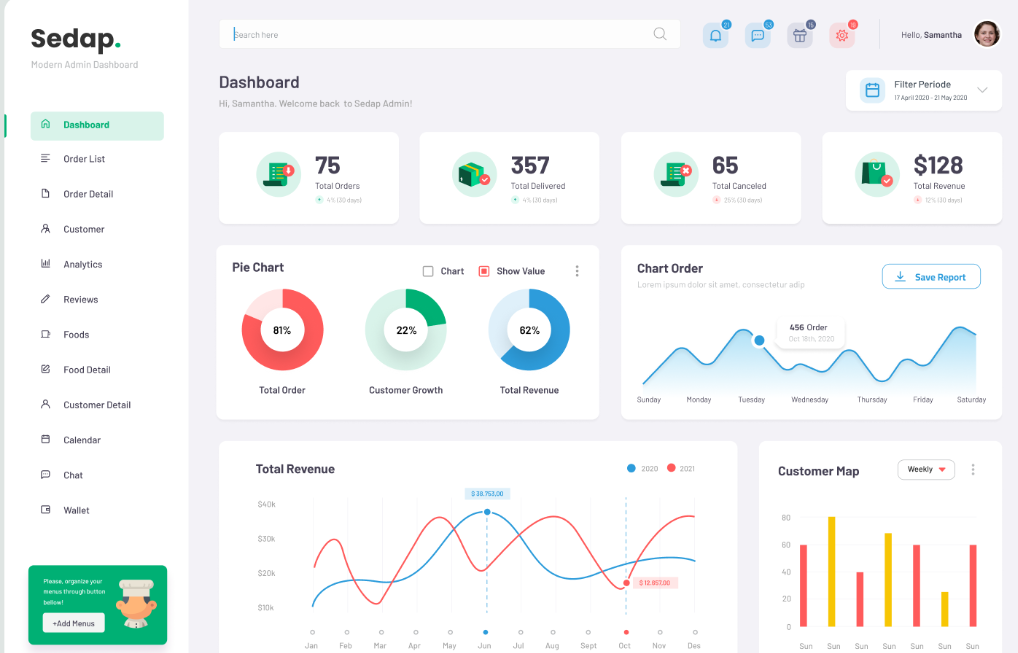 Sedap.
Modern Admin Dashboard
Dashboard
Order List
Order Detail
Customer
Analytics
Reviews
Foods
Food Detail
Customer Detail
Calendar
Chat
Wallet
Please, organize your
menus through button
bellow!
+Add Menus
Search here
21
53
15
19
Hello, Samantha
Dashboard
Hi, Samantha. Welcome back to Sedap Admin!
Filter Periode
17 April 2020 - 21 May 2020
75
Total Orders
4% (30 days)
357
Total Delivered
4% (30 days)
65
Total Canceled
25% (30 days)
$128
Total Revenue
12% (30 days)
Pie Chart
Chart
Show Value
81%
22%
62%
Total Order
Customer Growth
Total Revenue
Chart Order
Lorem ipsum dolor sit amet, consectetur adip
Save Report
456 Order
Oct 18th, 2020
Sunday
Monday
Tuesday
Wednesday
Thursday
Friday
Saturday
Total Revenue
2020
2021
$40k
$30k
$20k
$10k
$ 38.753,00
$ 12.657,00
Jan
Feb
Mar
Apr
May
Jun
Jul
Aug
Sept
Oct
Nov
Des
Customer Map
Weekly
80
60
40
20
0
Sun
Sun
Sun
Sun
Sun
Sun
Sun